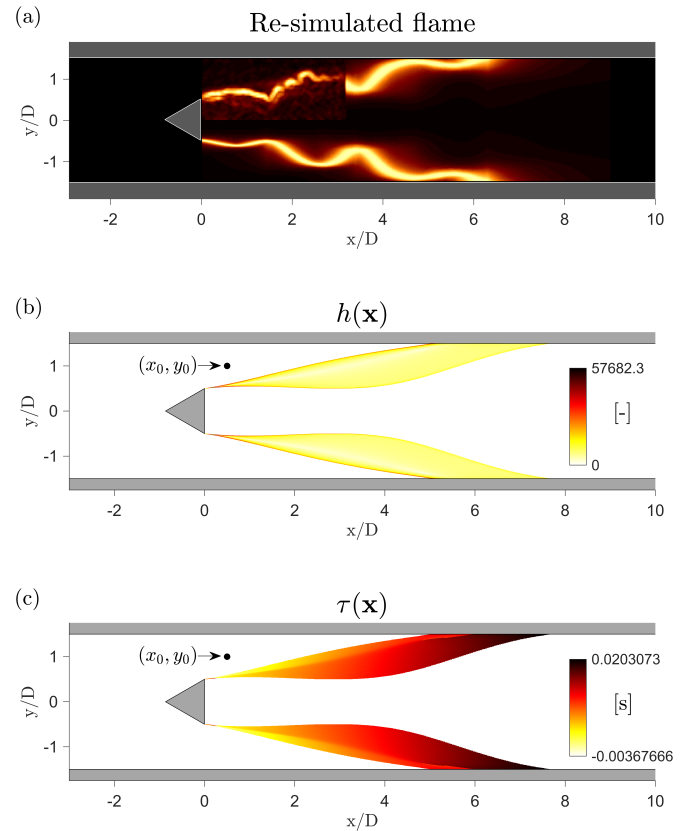 (a)
Re-simulated flame
y/D
1
0
-1
-2 0 2 4 6 8 10
x/D
(b)
h(x)
(x₀, y₀)
y/D
1
0
-1
57682.3
[-]
0
-2 0 2 4 6 8 10
x/D
(c)
τ(x)
(x₀, y₀)
y/D
1
0
-1
0.0203073
[s]
-0.00367666
-2 0 2 4 6 8 10
x/D